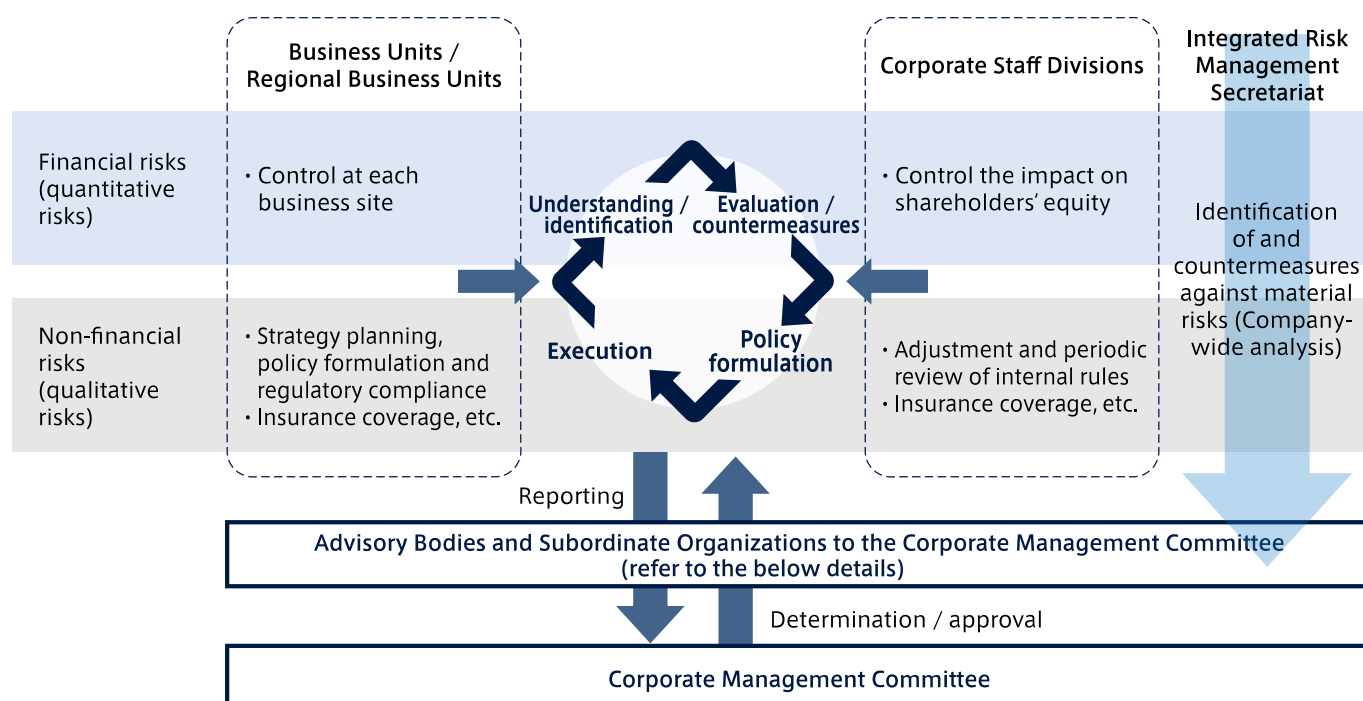 Business Units /
Regional Business Units
Corporate Staff Divisions
Integrated Risk
Management
Secretariat
Financial risks
(quantitative
risks)
・Control at each
business site
Understanding /
identification
Evaluation /
countermeasures
・Control the impact on
shareholders’ equity
Identification
of and
countermeasures
against material
risks (Company-
wide analysis)
Non-financial
risks
(qualitative
risks)
・Strategy planning,
policy formulation and
regulatory compliance
・Insurance coverage, etc.
Execution
Policy
formulation
・Adjustment and periodic
review of internal rules
・Insurance coverage, etc.
Reporting
Advisory Bodies and Subordinate Organizations to the Corporate Management Committee
(refer to the below details)
Determination / approval
Corporate Management Committee